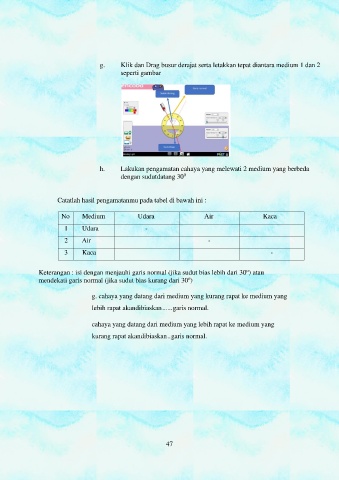 g. Klik dan Drag busur derajat serta letakkan tepat diantara medium 1 dan 2
seperti gambar
h. Lakukan pengamatan cahaya yang melewati 2 medium yang berbeda
dengan sudutdatang 30⁰
Catatlah hasil pengamatanmu pada tabel di bawah ini :
No Medium Udara Air Kaca
1 Udara -
2 Air -
3 Kaca -
Keterangan : isi dengan menjauhi garis normal (jika sudut bias lebih dari 30⁰) atau
mendekati garis normal (jika sudut bias kurang dari 30⁰)
g. cahaya yang datang dari medium yang kurang rapat ke medium yang
lebih rapat akandibiaskan......garis normal.
cahaya yang datang dari medium yang lebih rapat ke medium yang
kurang rapat akandibiaskan..garis normal.
47